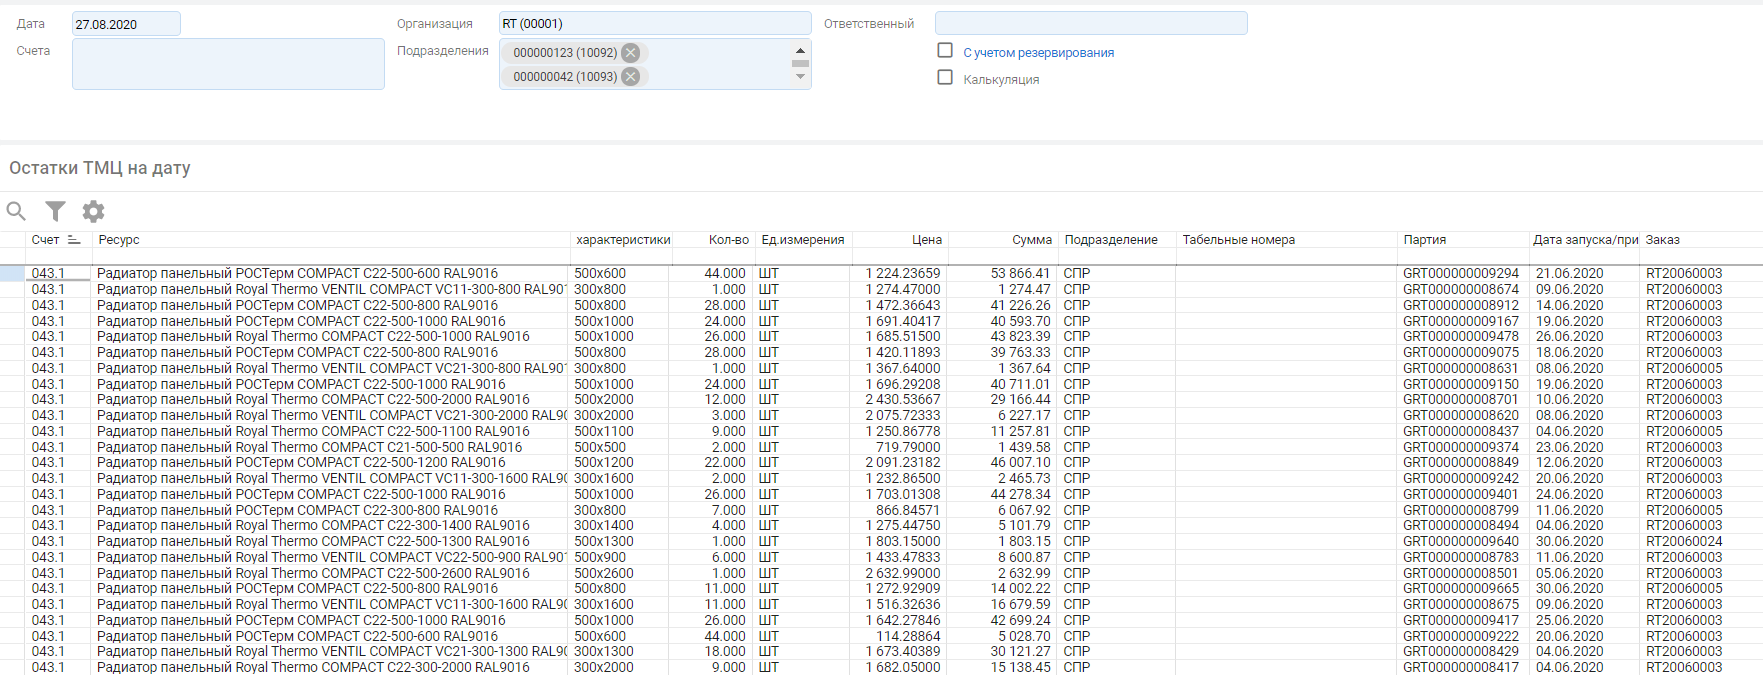 Дата 27.08.2020 Организация RT (00001) Ответственный
Счета Подразделения 000000123 (10092) С учетом резервирования
000000042 (10093) Калькуляция
Остатки ТМЦ на дату
Счет Ресурс характеристики Кол-во Ед.измерения Цена Сумма Подразделение Табельные номера Партия Дата запуска/при Заказ
043.1 Радиатор панельный РОСТерм COMPACT C22-500-600 RAL9016 500x600 44.000 ШТ 1 224.23659 53 866.41 СПР GRT000000009294 21.06.2020 RT20060003
043.1 Радиатор панельный Royal Thermo VENTIL COMPACT VC11-300-800 RAL901 300x800 1.000 ШТ 1 274.47000 1 274.47 СПР GRT000000008674 09.06.2020 RT20060003
043.1 Радиатор панельный РОСТерм COMPACT C22-500-800 RAL9016 500x800 28.000 ШТ 1 472.36643 41 226.26 СПР GRT000000008912 14.06.2020 RT20060003
043.1 Радиатор панельный РОСТерм COMPACT C22-500-1000 RAL9016 500x1000 24.000 ШТ 1 691.40417 40 593.70 СПР GRT000000009167 19.06.2020 RT20060003
043.1 Радиатор панельный Royal Thermo COMPACT C22-500-1000 RAL9016 500x1000 26.000 ШТ 1 685.51500 43 823.39 СПР GRT000000009478 26.06.2020 RT20060003
043.1 Радиатор панельный РОСТерм COMPACT C22-500-800 RAL9016 500x800 28.000 ШТ 1 420.11893 39 763.33 СПР GRT000000009075 18.06.2020 RT20060003
043.1 Радиатор панельный Royal Thermo VENTIL COMPACT VC21-300-800 RAL901 300x800 1.000 ШТ 1 367.64000 1 367.64 СПР GRT000000008631 08.06.2020 RT20060005
043.1 Радиатор панельный РОСТерм COMPACT C22-500-1000 RAL9016 500x1000 24.000 ШТ 1 696.29208 40 711.01 СПР GRT000000009150 19.06.2020 RT20060003
043.1 Радиатор панельный Royal Thermo COMPACT C22-500-2000 RAL9016 500x2000 12.000 ШТ 2 430.53667 29 166.44 СПР GRT000000008701 10.06.2020 RT20060003
043.1 Радиатор панельный Royal Thermo VENTIL COMPACT VC21-300-2000 RAL90 300x2000 3.000 ШТ 2 075.72333 6 227.17 СПР GRT000000008620 08.06.2020 RT20060003
043.1 Радиатор панельный Royal Thermo COMPACT C22-500-1100 RAL9016 500x1100 9.000 ШТ 1 250.86778 11 257.81 СПР GRT000000008437 04.06.2020 RT20060005
043.1 Радиатор панельный Royal Thermo COMPACT C21-500-500 RAL9016 500x500 2.000 ШТ 719.79000 1 439.58 СПР GRT000000009374 23.06.2020 RT20060003
043.1 Радиатор панельный РОСТерм COMPACT C22-500-1200 RAL9016 500x1200 22.000 ШТ 2 091.23182 46 007.10 СПР GRT000000008849 12.06.2020 RT20060003
043.1 Радиатор панельный Royal Thermo VENTIL COMPACT VC11-300-1600 RAL90 300x1600 2.000 ШТ 1 232.86500 2 465.73 СПР GRT000000009242 20.06.2020 RT20060003
043.1 Радиатор панельный РОСТерм COMPACT C22-500-1000 RAL9016 500x1000 26.000 ШТ 1 703.01308 44 278.34 СПР GRT000000009401 24.06.2020 RT20060003
043.1 Радиатор панельный Royal Thermo COMPACT C22-300-800 RAL9016 300x800 7.000 ШТ 866.84571 6 067.92 СПР GRT000000008799 11.06.2020 RT20060005
043.1 Радиатор панельный Royal Thermo COMPACT C22-300-1400 RAL9016 300x1400 4.000 ШТ 1 275.44750 5 101.79 СПР GRT000000008494 04.06.2020 RT20060003
043.1 Радиатор панельный Royal Thermo COMPACT C22-500-1300 RAL9016 500x1300 1.000 ШТ 1 803.15000 1 803.15 СПР GRT000000009640 30.06.2020 RT20060024
043.1 Радиатор панельный Royal Thermo VENTIL COMPACT VC22-500-900 RAL901 500x900 6.000 ШТ 1 433.47833 8 600.87 СПР GRT000000008783 11.06.2020 RT20060003
043.1 Радиатор панельный Royal Thermo COMPACT C22-500-2600 RAL9016 500x2600 1.000 ШТ 2 632.99000 2 632.99 СПР GRT000000008501 05.06.2020 RT20060003
043.1 Радиатор панельный РОСТерм COMPACT C22-500-800 RAL9016 500x800 11.000 ШТ 1 272.92909 14 002.22 СПР GRT000000009665 30.06.2020 RT20060005
043.1 Радиатор панельный Royal Thermo VENTIL COMPACT VC11-300-1600 RAL90 300x1600 11.000 ШТ 1 516.32636 16 679.59 СПР GRT000000008675 09.06.2020 RT20060003
043.1 Радиатор панельный РОСТерм COMPACT C22-500-1000 RAL9016 500x1000 26.000 ШТ 1 642.27846 42 699.24 СПР GRT000000009417 25.06.2020 RT20060003
043.1 Радиатор панельный РОСТерм COMPACT C22-500-600 RAL9016 500x600 44.000 ШТ 114.28864 5 028.70 СПР GRT000000009222 20.06.2020 RT20060003
043.1 Радиатор панельный Royal Thermo VENTIL COMPACT VC21-300-1300 RAL90 300x1300 18.000 ШТ 1 673.40389 30 121.27 СПР GRT000000008429 04.06.2020 RT20060003
043.1 Радиатор панельный Royal Thermo COMPACT C22-300-2000 RAL9016 300x2000 9.000 ШТ 1 682.05000 15 138.45 СПР GRT000000008417 04.06.2020 RT20060003